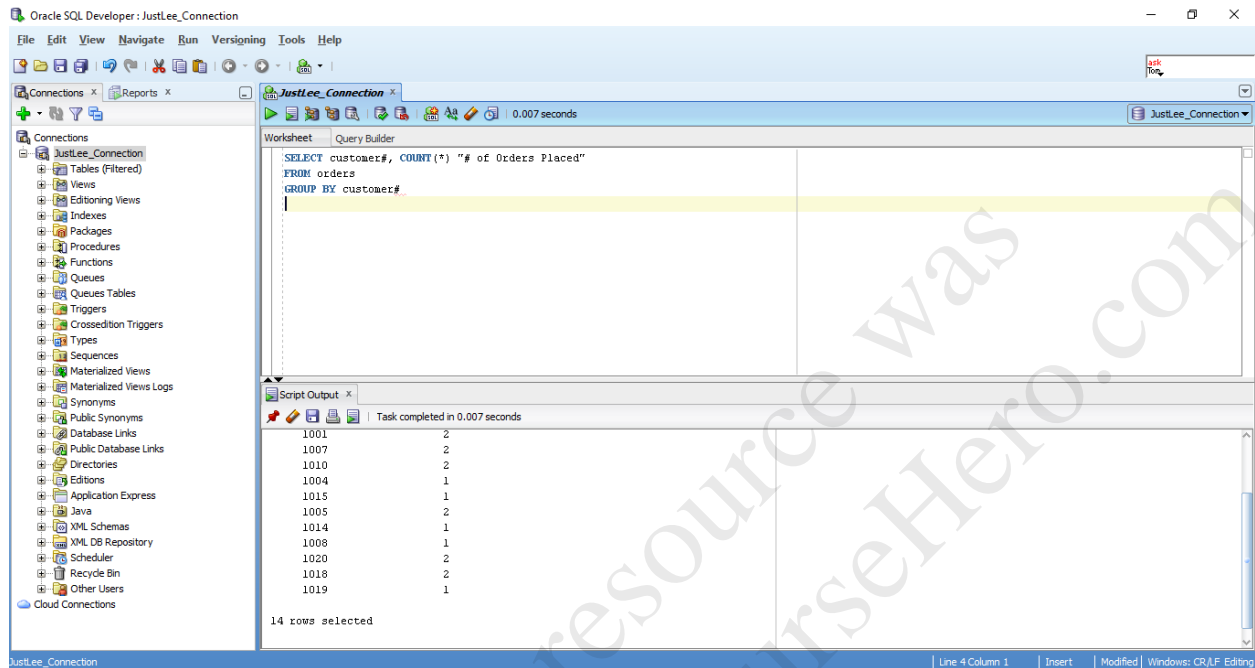 Oracle SQL Developer : JustLee_Connection
File Edit View Navigate Run Versioning Tools Help
ask
Tom
Connections x Reports x
JustLee_Connection x
0.007 seconds
JustLee_Connection
Connections
JustLee_Connection
Tables (Filtered)
Views
Editioning Views
Indexes
Packages
Procedures
Functions
Queues
Queues Tables
Triggers
Crossedition Triggers
Types
Sequences
Materialized Views
Materialized Views Logs
Synonyms
Public Synonyms
Database Links
Public Database Links
Directories
Editions
Application Express
Java
XML Schemas
XML DB Repository
Scheduler
Recycle Bin
Other Users
Cloud Connections
Worksheet Query Builder
SELECT customer#, COUNT(*) "# of Orders Placed"
FROM orders
GROUP BY customer#
Script Output x
Task completed in 0.007 seconds
1001 2
1007 2
1010 2
1004 1
1015 1
1005 2
1014 1
1008 1
1020 2
1018 2
1019 1
14 rows selected
JustLee_Connection
Line 4 Column 1 Insert Modified Windows: CR/LF Editing
resource was
urseHero.com